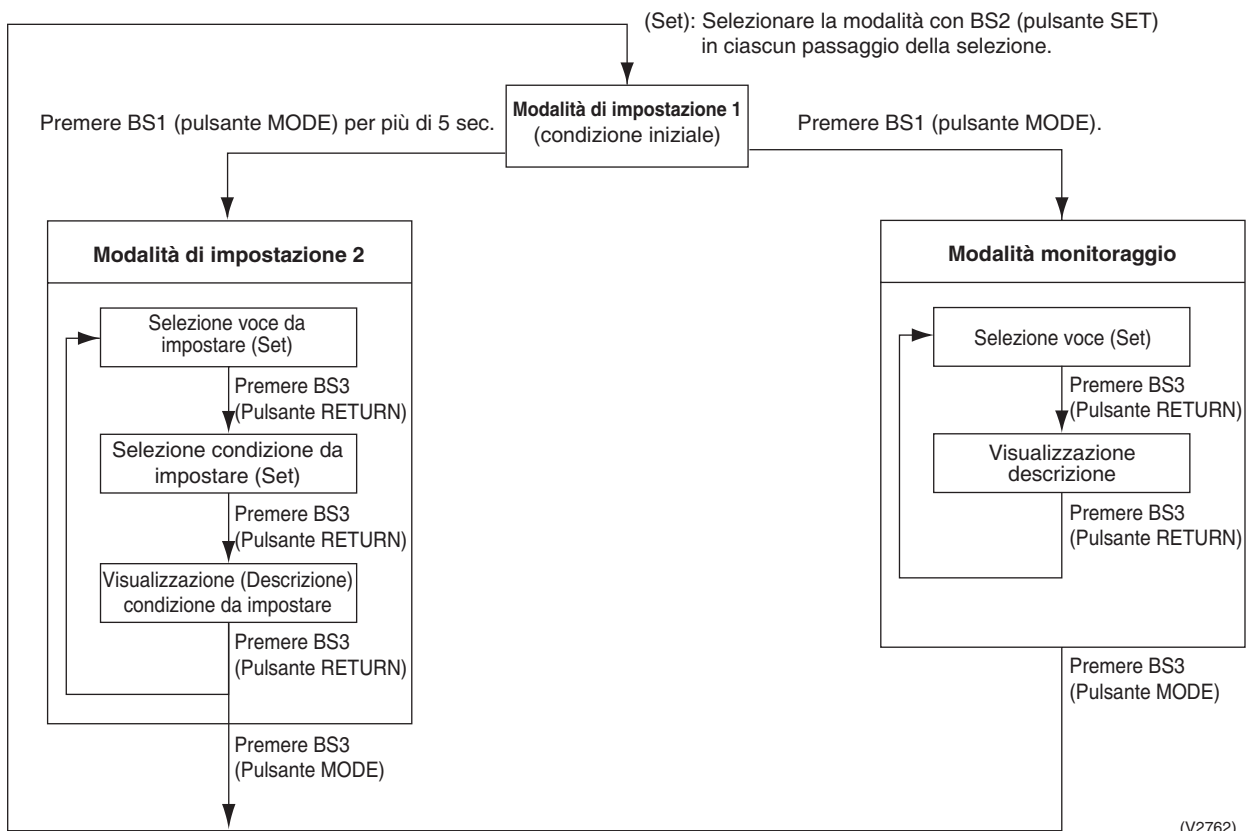 (Set): Selezionare la modalità con BS2 (pulsante SET)
in ciascun passaggio della selezione.
Modalità di impostazione 1
(condizione iniziale)
Premere BS1 (pulsante MODE) per più di 5 sec.
Premere BS1 (pulsante MODE).
Modalità di impostazione 2
Selezione voce da
impostare (Set)
Premere BS3
(Pulsante RETURN)
Selezione condizione da
impostare (Set)
Premere BS3
(Pulsante RETURN)
Visualizzazione (Descrizione)
condizione da impostare
Premere BS3
(Pulsante RETURN)
Premere BS3
(Pulsante MODE)
Modalità monitoraggio
Selezione voce (Set)
Premere BS3
(Pulsante RETURN)
Visualizzazione
descrizione
Premere BS3
(Pulsante RETURN)
Premere BS3
(Pulsante MODE)
(V2762)